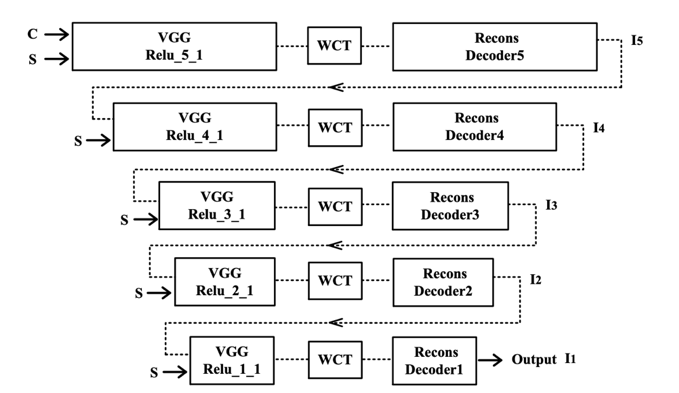 C
S
VGG
Relu_5_1
WCT
Recons
Decoder5
I5
S
VGG
Relu_4_1
WCT
Recons
Decoder4
I4
S
VGG
Relu_3_1
WCT
Recons
Decoder3
I3
S
VGG
Relu_2_1
WCT
Recons
Decoder2
I2
S
VGG
Relu_1_1
WCT
Recons
Decoder1
Output I1